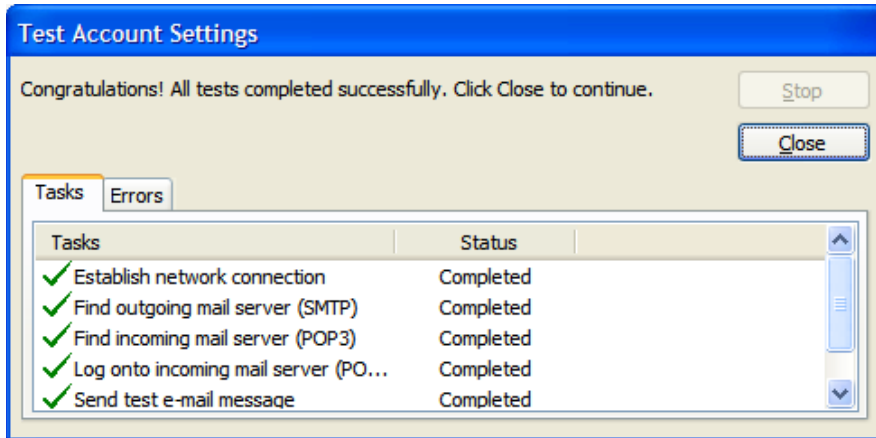 Test Account Settings
Congratulations! All tests completed successfully. Click Close to continue.
Stop
Close
Tasks Errors
Tasks Status
Establish network connection Completed
Find outgoing mail server (SMTP) Completed
Find incoming mail server (POP3) Completed
Log onto incoming mail server (PO... Completed
Send test e-mail message Completed